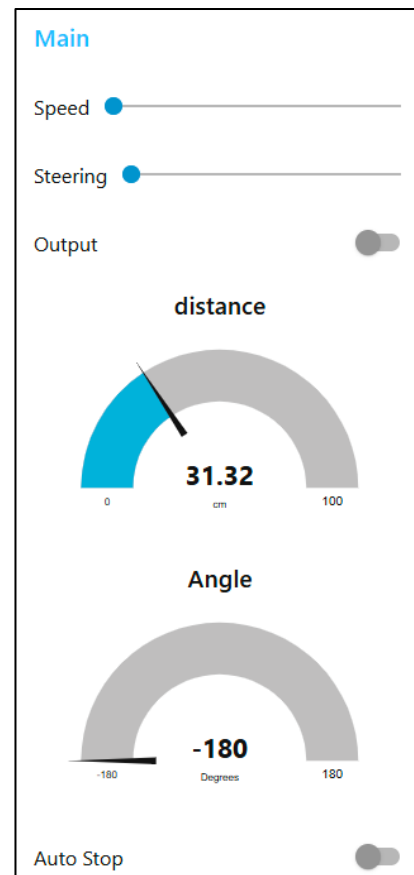 Main
Speed
Steering
Output
distance
31.32
cm
0
100
Angle
-180
Degrees
-180
180
Auto Stop